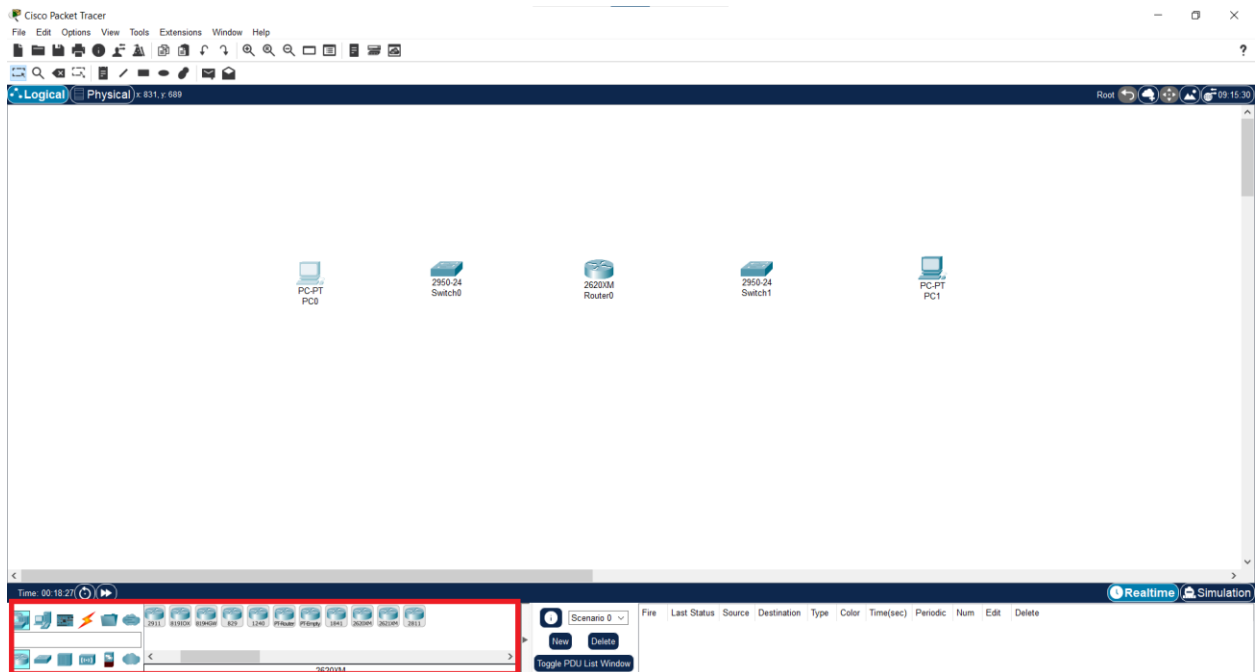 Cisco Packet Tracer
File Edit Options View Tools Extensions Window Help
?
Logical Physical x: 831, y: 689 Root 09:15:30
PC-PT
PC0
2950-24
Switch0
2620XM
Router0
2950-24
Switch1
PC-PT
PC1
Time: 00:18:27 Realtime Simulation
2911 819IOX 819HGW 829 1240 PT-Router PT-Empty 1841 2620XM 2621XM 2811
2620XM
Scenario 0
New Delete
Toggle PDU List Window
Fire Last Status Source Destination Type Color Time(sec) Periodic Num Edit Delete